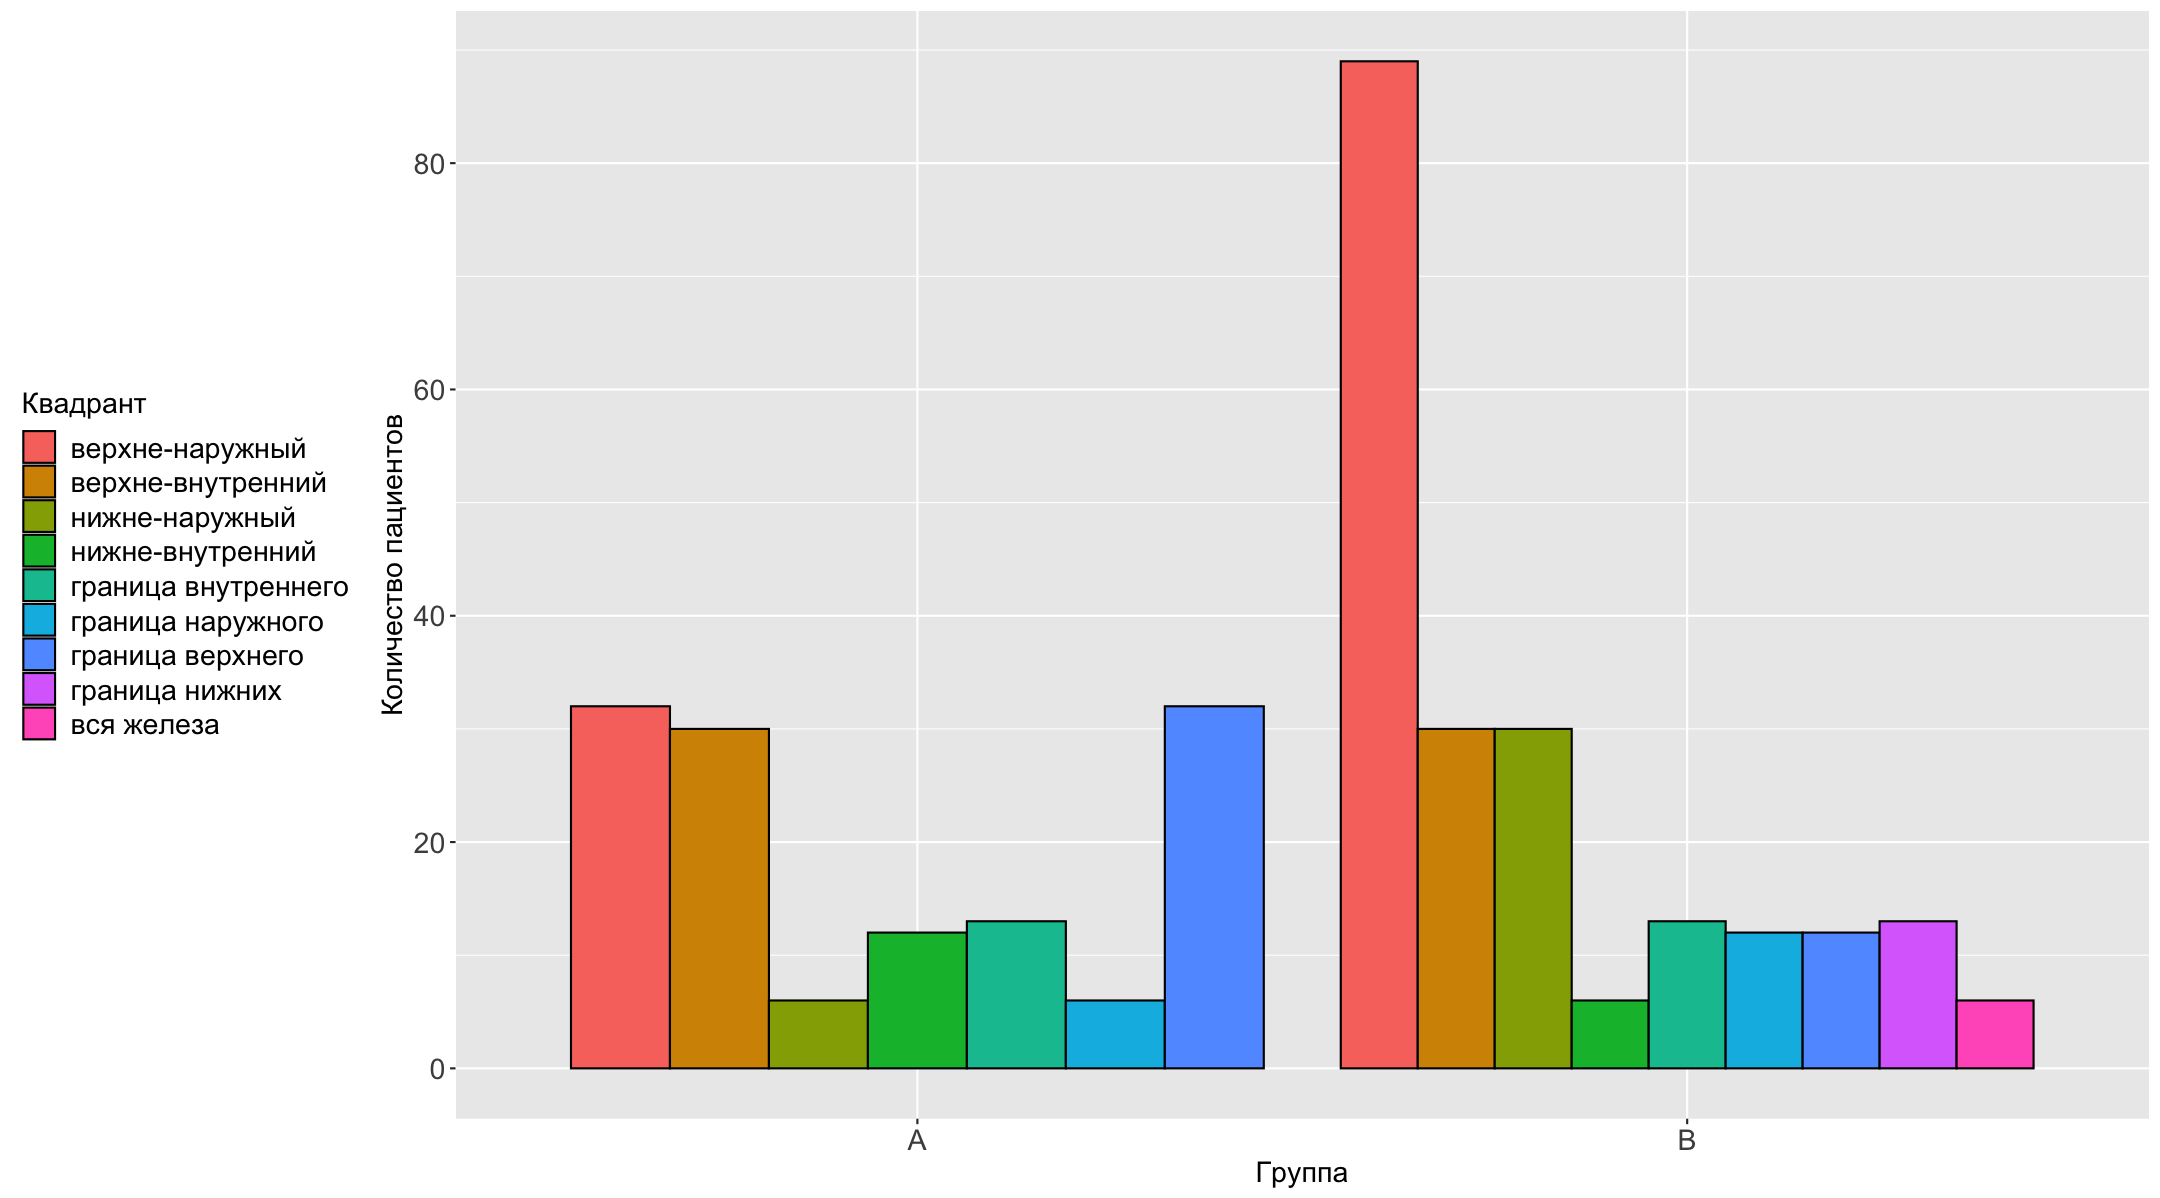 Квадрант
верхне-наружный
верхне-внутренний
нижне-наружный
нижне-внутренний
граница внутреннего
граница наружного
граница верхнего
граница нижних
вся железа
Количество пациентов
80
60
40
20
0
A
B
Группа